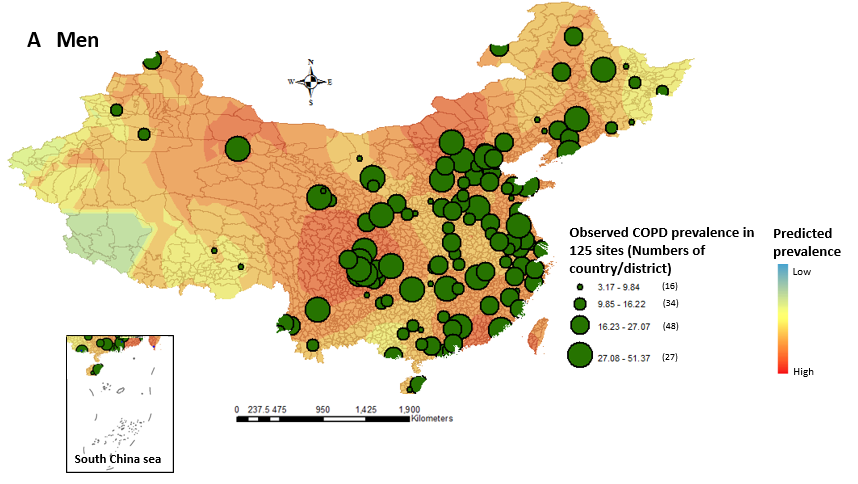 A Men
N
W E
S
Observed COPD prevalence in
125 sites (Numbers of
country/district)
3.17 - 9.84 (16)
9.85 - 16.22 (34)
16.23 - 27.07 (48)
27.08 - 51.37 (27)
Predicted
prevalence
Low
High
0 237.5 475 950 1,425 1,900
Kilometers
South China sea